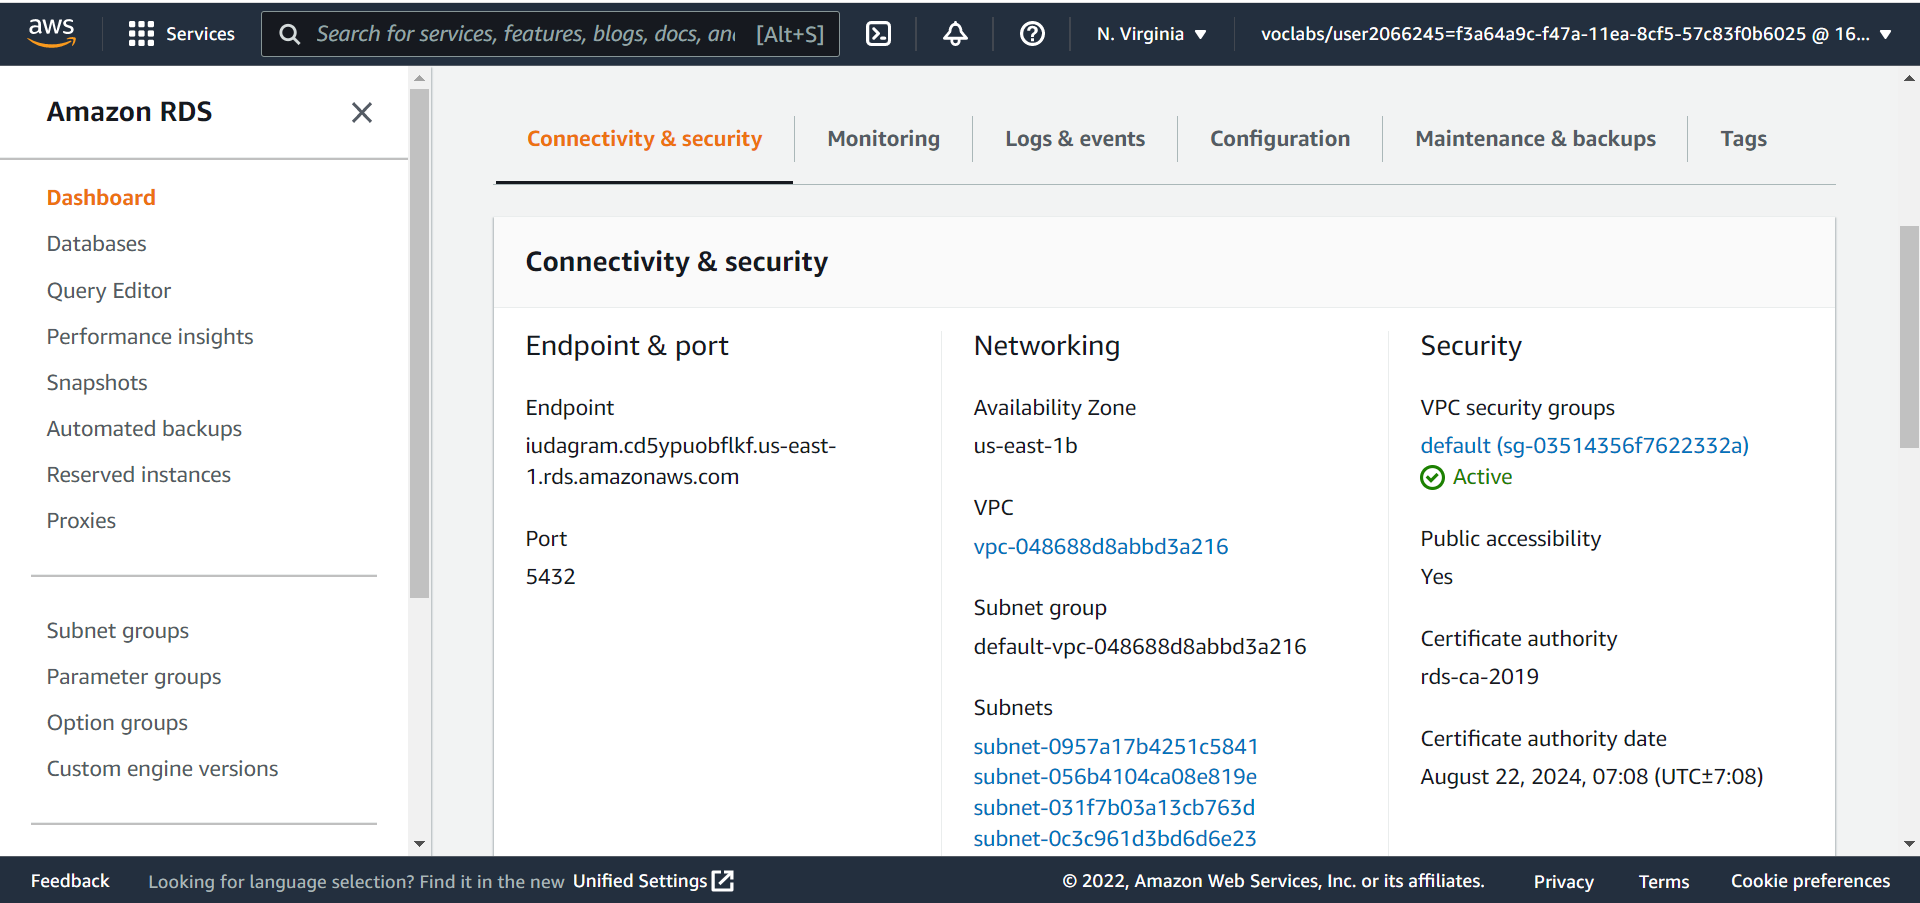 aws
Services
Search for services, features, blogs, docs, an
[Alt+S]
N. Virginia
voclabs/user2066245=f3a64a9c-f47a-11ea-8cf5-57c83f0b6025 @ 16...
Amazon RDS
Dashboard
Databases
Query Editor
Performance insights
Snapshots
Automated backups
Reserved instances
Proxies
Subnet groups
Parameter groups
Option groups
Custom engine versions
Connectivity & security
Monitoring
Logs & events
Configuration
Maintenance & backups
Tags
Connectivity & security
Endpoint & port
Endpoint
iudagram.cd5ypuobflkf.us-east-
1.rds.amazonaws.com
Port
5432
Networking
Availability Zone
us-east-1b
VPC
vpc-048688d8abbd3a216
Subnet group
default-vpc-048688d8abbd3a216
Subnets
subnet-0957a17b4251c5841
subnet-056b4104ca08e819e
subnet-031f7b03a13cb763d
subnet-0c3c961d3bd6d6e23
Security
VPC security groups
default (sg-03514356f7622332a)
Active
Public accessibility
Yes
Certificate authority
rds-ca-2019
Certificate authority date
August 22, 2024, 07:08 (UTC±7:08)
Feedback
Looking for language selection? Find it in the new Unified Settings
© 2022, Amazon Web Services, Inc. or its affiliates.
Privacy
Terms
Cookie preferences